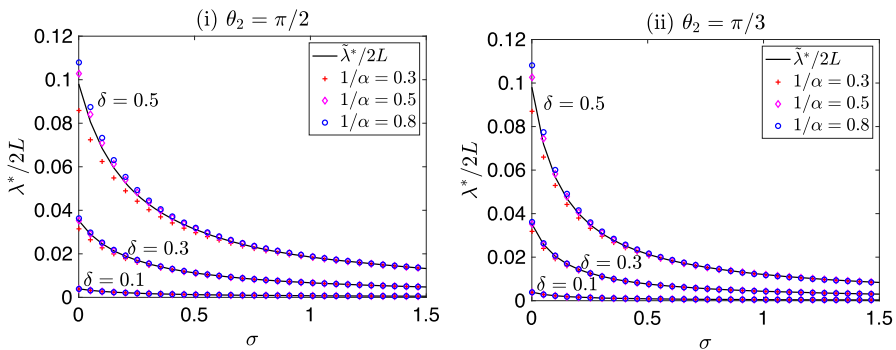 (i) θ₂ = π/2
0.12
0.1
0.08
0.06
0.04
0.02
0
λ*/2L
δ = 0.5
δ = 0.3
δ = 0.1
λ̃*/2L
1/α = 0.3
1/α = 0.5
1/α = 0.8
0
0.5
1
1.5
σ
(ii) θ₂ = π/3
0.12
0.1
0.08
0.06
0.04
0.02
0
λ*/2L
δ = 0.5
δ = 0.3
δ = 0.1
λ̃*/2L
1/α = 0.3
1/α = 0.5
1/α = 0.8
0
0.5
1
1.5
σ